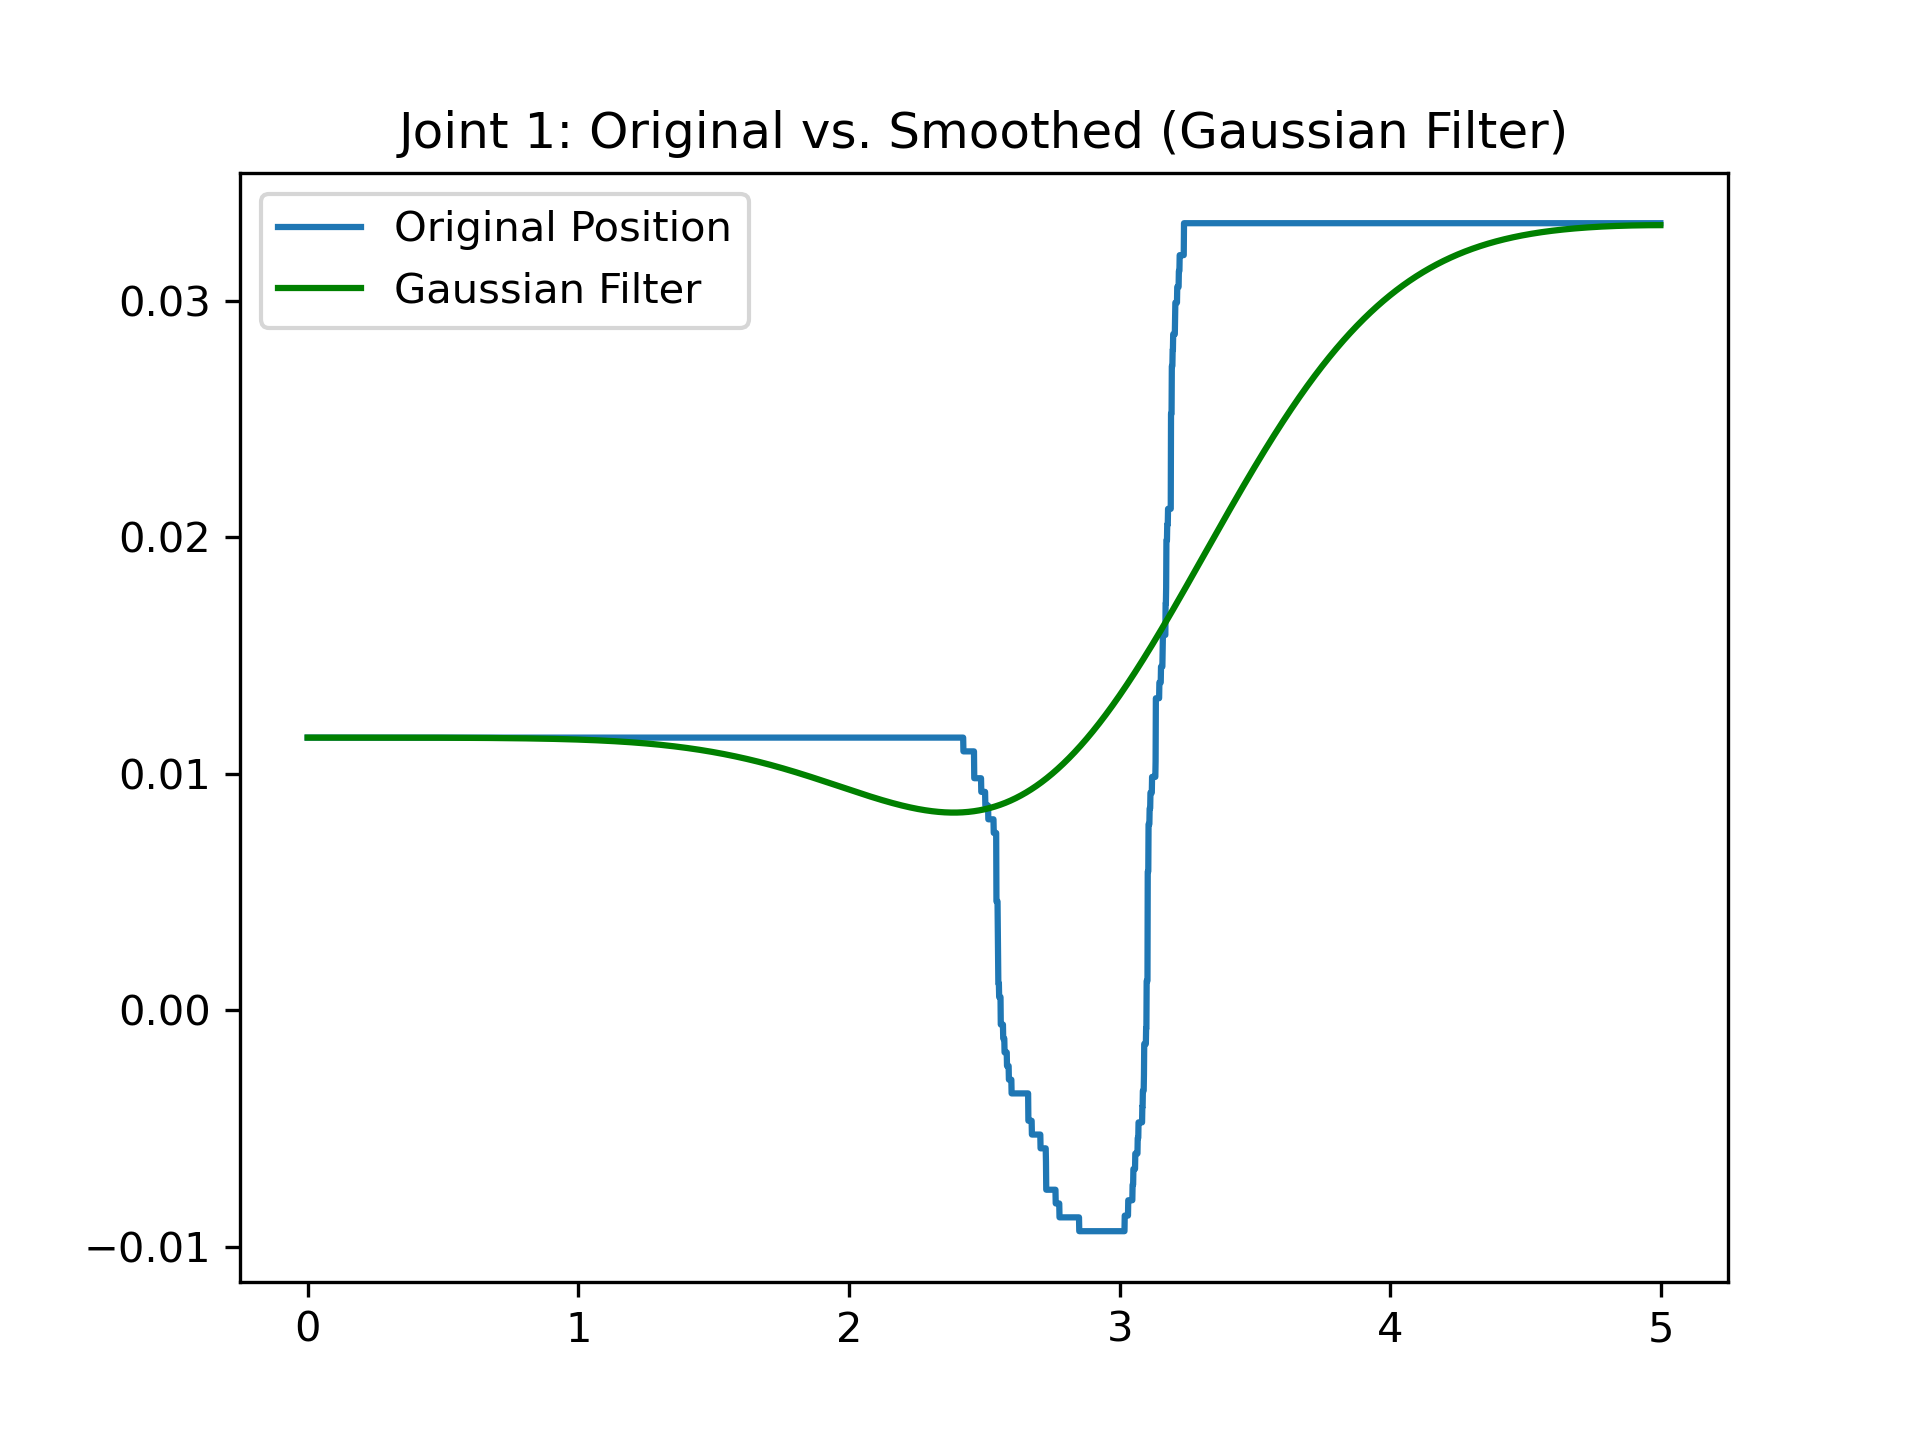 Joint 1: Original vs. Smoothed (Gaussian Filter)
Original Position
Gaussian Filter
0.03
0.02
0.01
0.00
−0.01
0 1 2 3 4 5